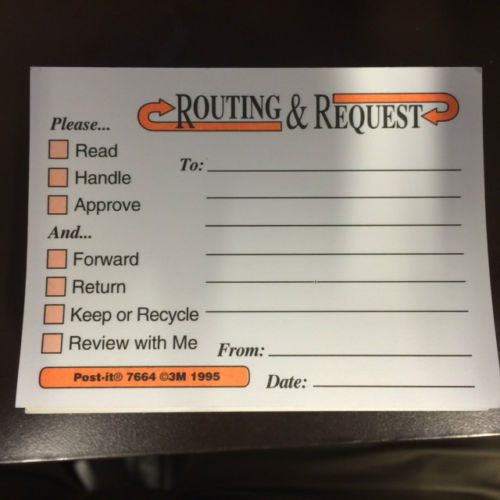 ROUTING & REQUEST
Please...
Read
Handle
Approve
And...
Forward
Return
Keep or Recycle
Review with Me
To:
From:
Date:
Post-it® 7664 ©3M 1995